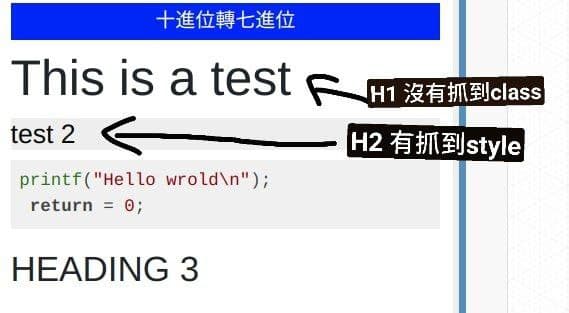 十進位轉七進位
This is a test
H1 沒有抓到class
test 2
H2 有抓到style
printf("Hello wrold\n");
return = 0;
HEADING 3